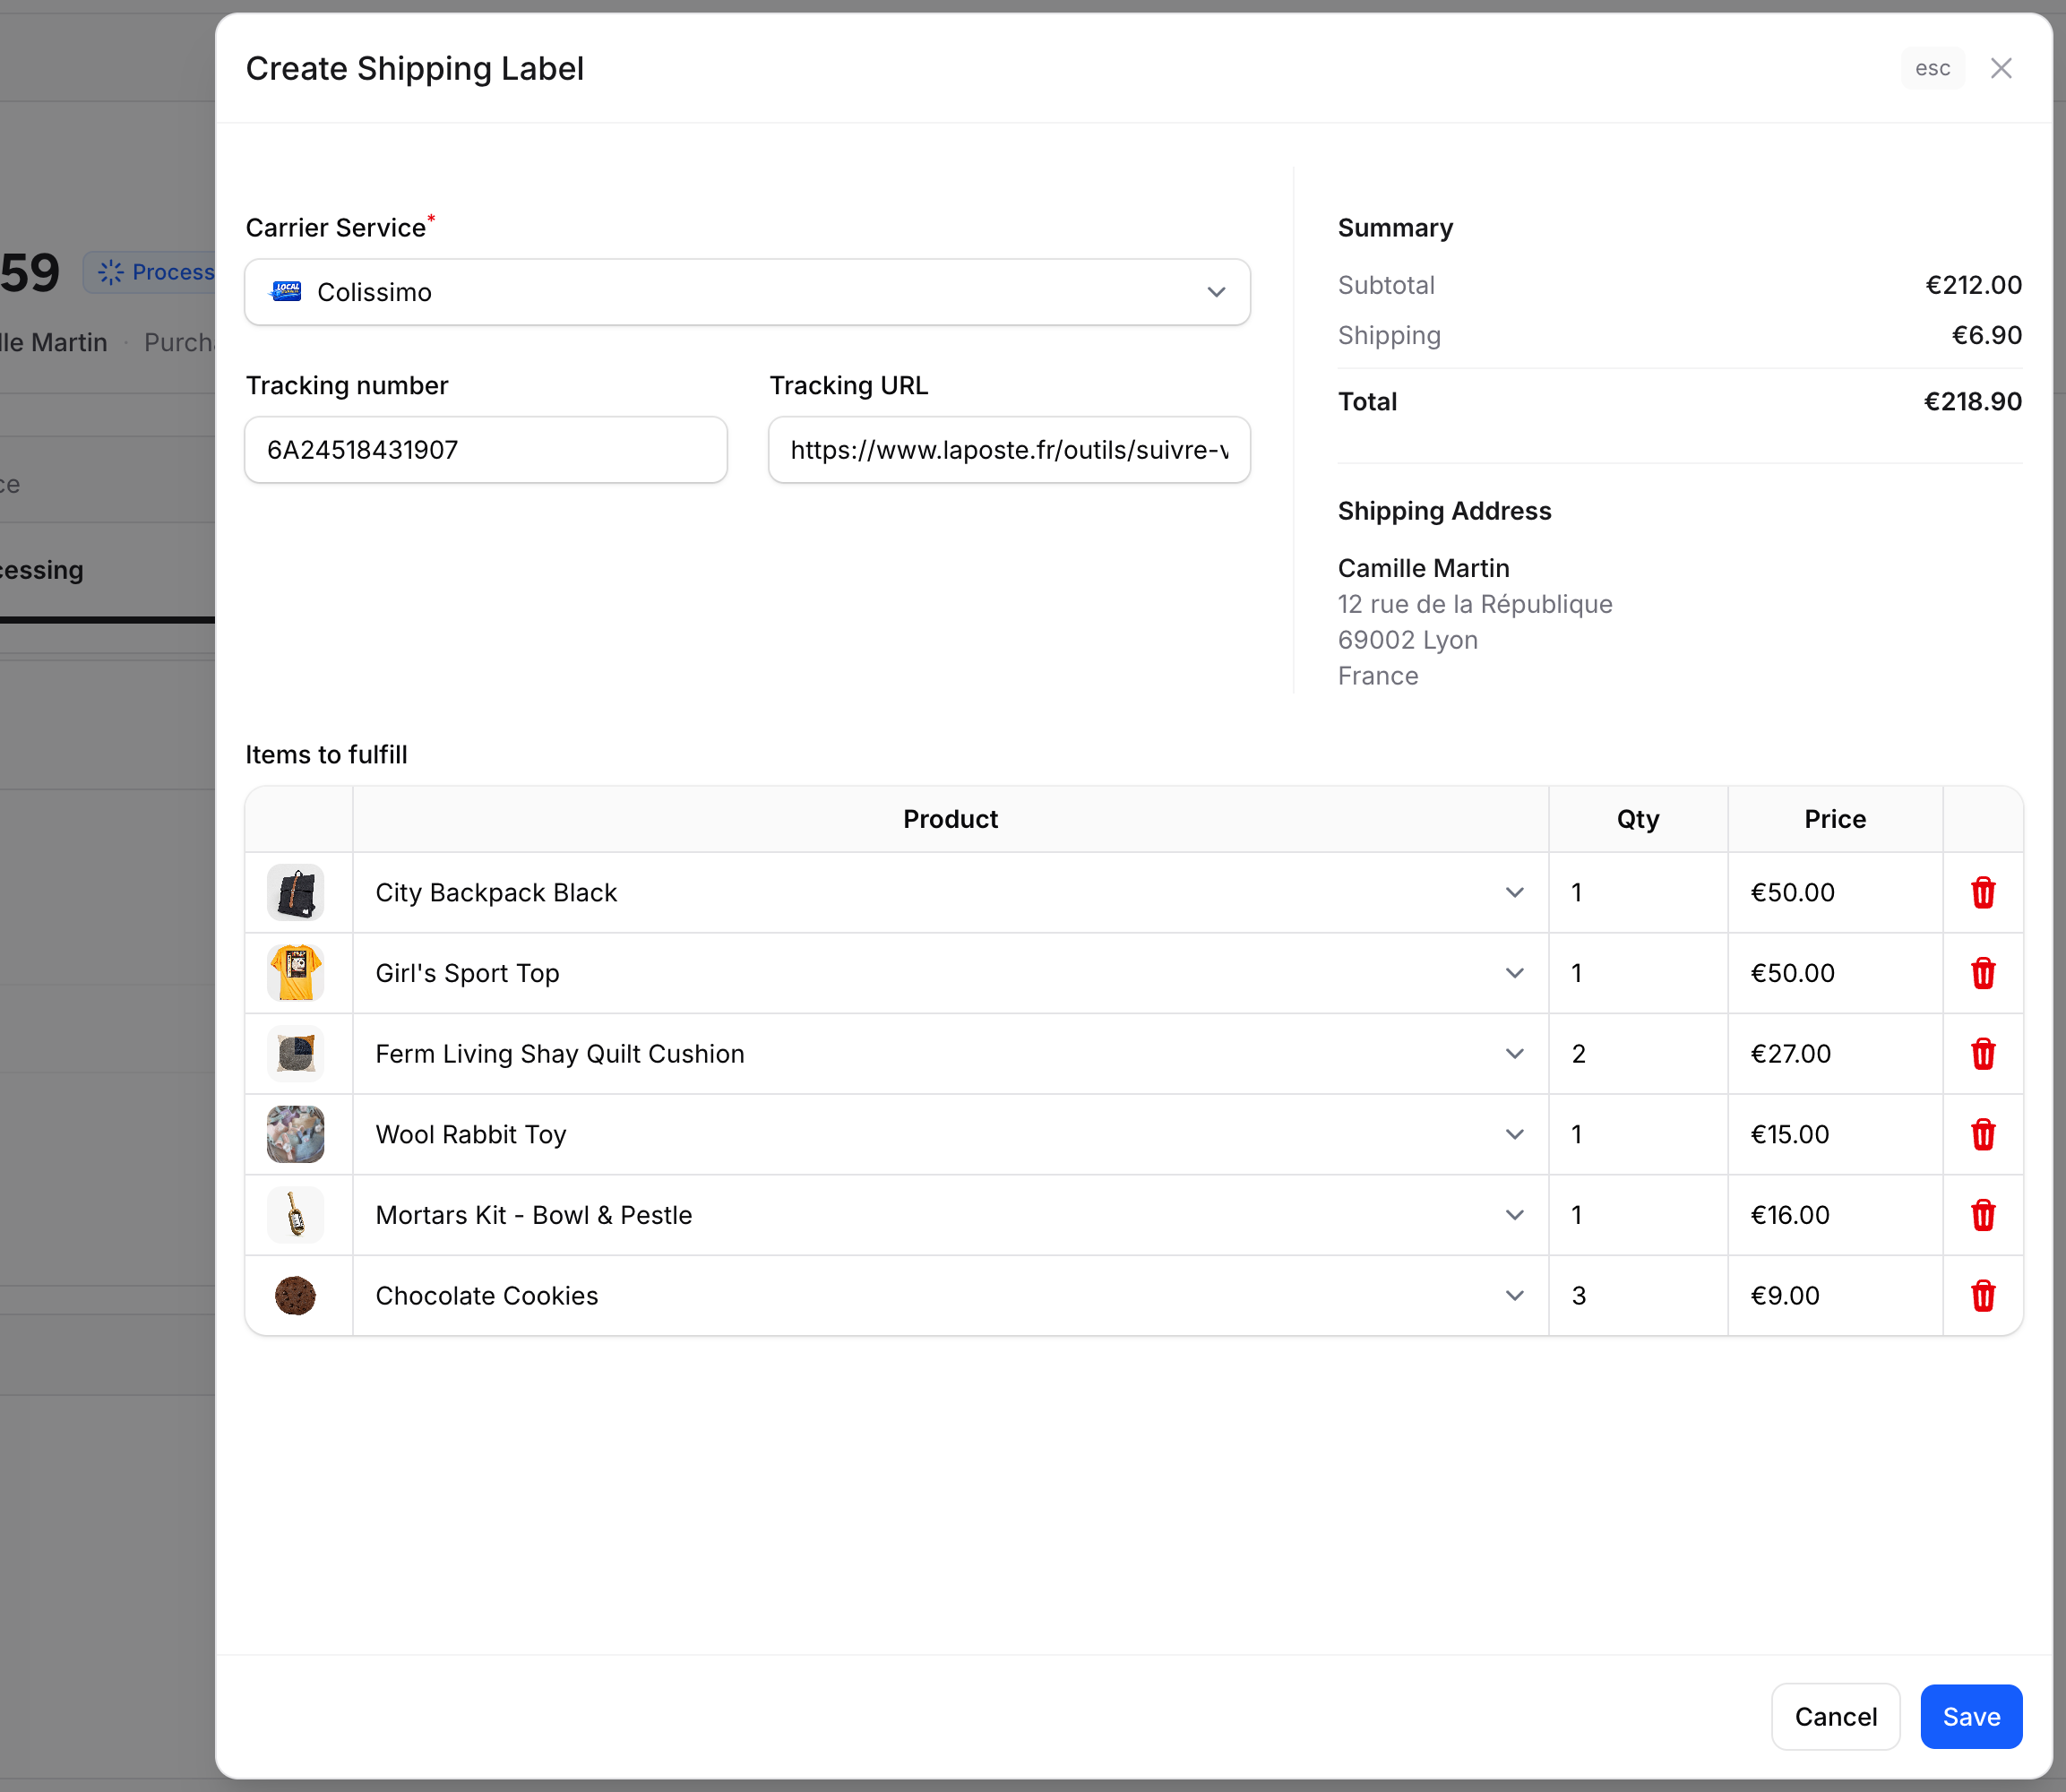 Create Shipping Label
esc
59
Process
lle Martin · Purch
ce
cessing
Carrier Service*
LOCAL
Colissimo
Tracking number
Tracking URL
6A24518431907
https://www.laposte.fr/outils/suivre-v
Summary
Subtotal €212.00
Shipping €6.90
Total €218.90
Shipping Address
Camille Martin
12 rue de la République
69002 Lyon
France
Items to fulfill
Product Qty Price
City Backpack Black 1 €50.00
Girl's Sport Top 1 €50.00
Ferm Living Shay Quilt Cushion 2 €27.00
Wool Rabbit Toy 1 €15.00
Mortars Kit - Bowl & Pestle 1 €16.00
Chocolate Cookies 3 €9.00
Cancel
Save